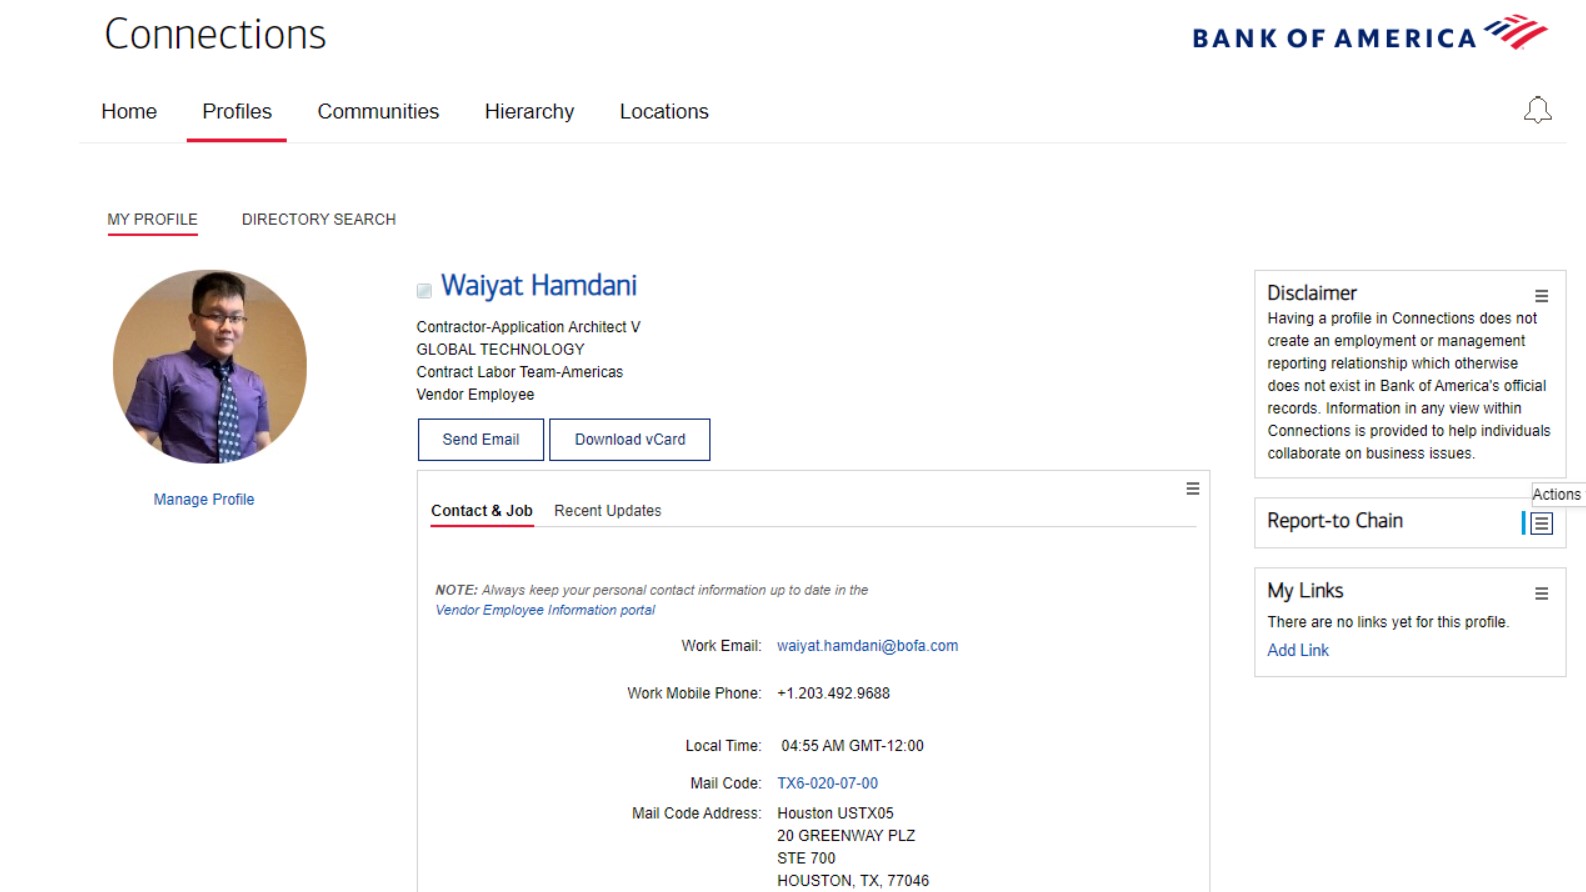 Connections
BANK OF AMERICA
Home Profiles Communities Hierarchy Locations
MY PROFILE DIRECTORY SEARCH
Manage Profile
Waiyat Hamdani
Contractor-Application Architect V
GLOBAL TECHNOLOGY
Contract Labor Team-Americas
Vendor Employee
Send Email Download vCard
Contact & Job Recent Updates
NOTE: Always keep your personal contact information up to date in the
Vendor Employee Information portal
Work Email: waiyat.hamdani@bofa.com
Work Mobile Phone: +1.203.492.9688
Local Time: 04:55 AM GMT-12:00
Mail Code: TX6-020-07-00
Mail Code Address: Houston USTX05
20 GREENWAY PLZ
STE 700
HOUSTON, TX, 77046
Disclaimer
Having a profile in Connections does not
create an employment or management
reporting relationship which otherwise
does not exist in Bank of America's official
records. Information in any view within
Connections is provided to help individuals
collaborate on business issues.
Actions
Report-to Chain
My Links
There are no links yet for this profile.
Add Link